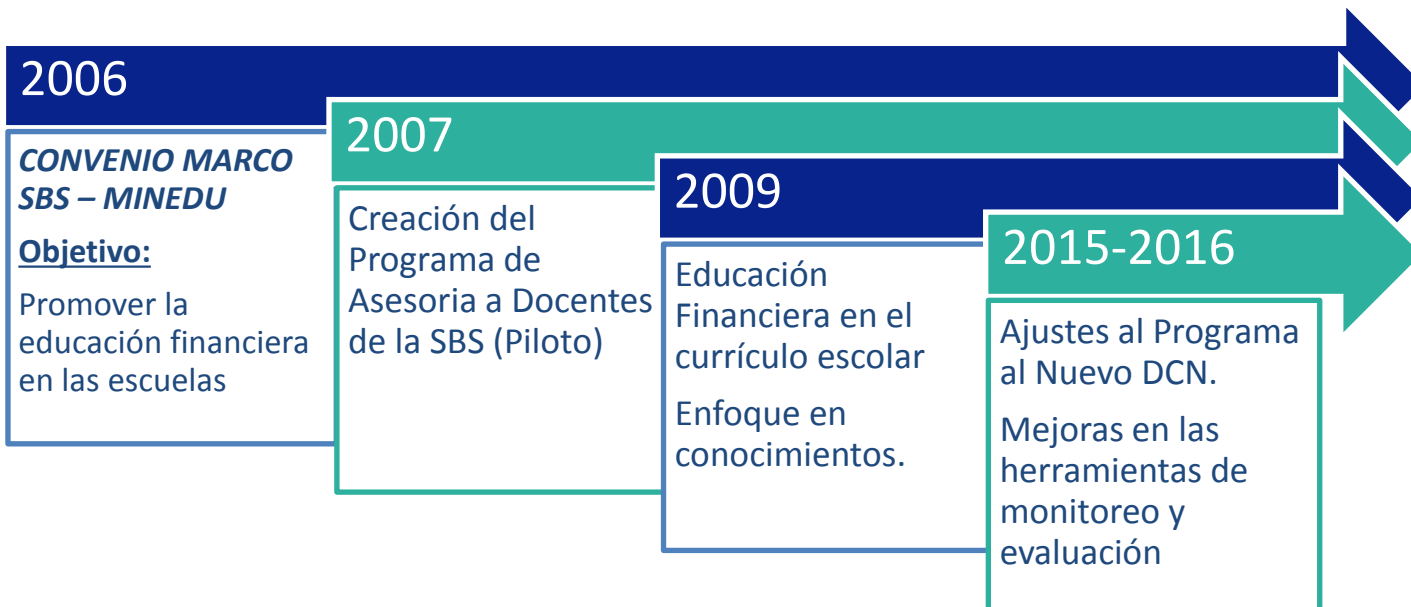 2006
CONVENIO MARCO
SBS – MINEDU
Objetivo:
Promover la
educación financiera
en las escuelas
2007
Creación del
Programa de
Asesoria a Docentes
de la SBS (Piloto)
2009
Educación
Financiera en el
currículo escolar
Enfoque en
conocimientos.
2015-2016
Ajustes al Programa
al Nuevo DCN.
Mejoras en las
herramientas de
monitoreo y
evaluación